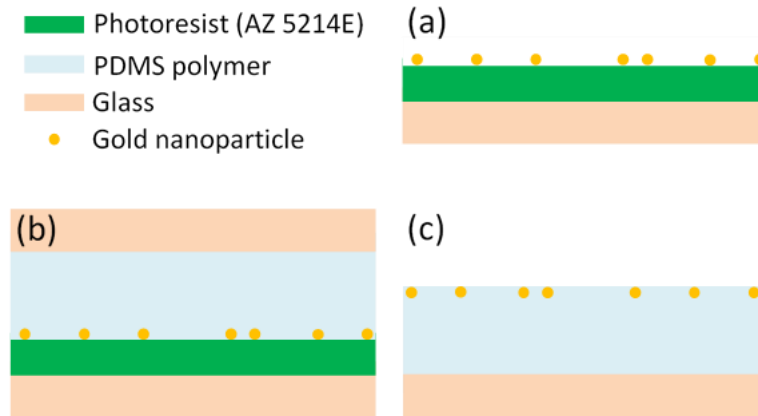 Photoresist (AZ 5214E)
PDMS polymer
Glass
Gold nanoparticle
(a)
(b)
(c)